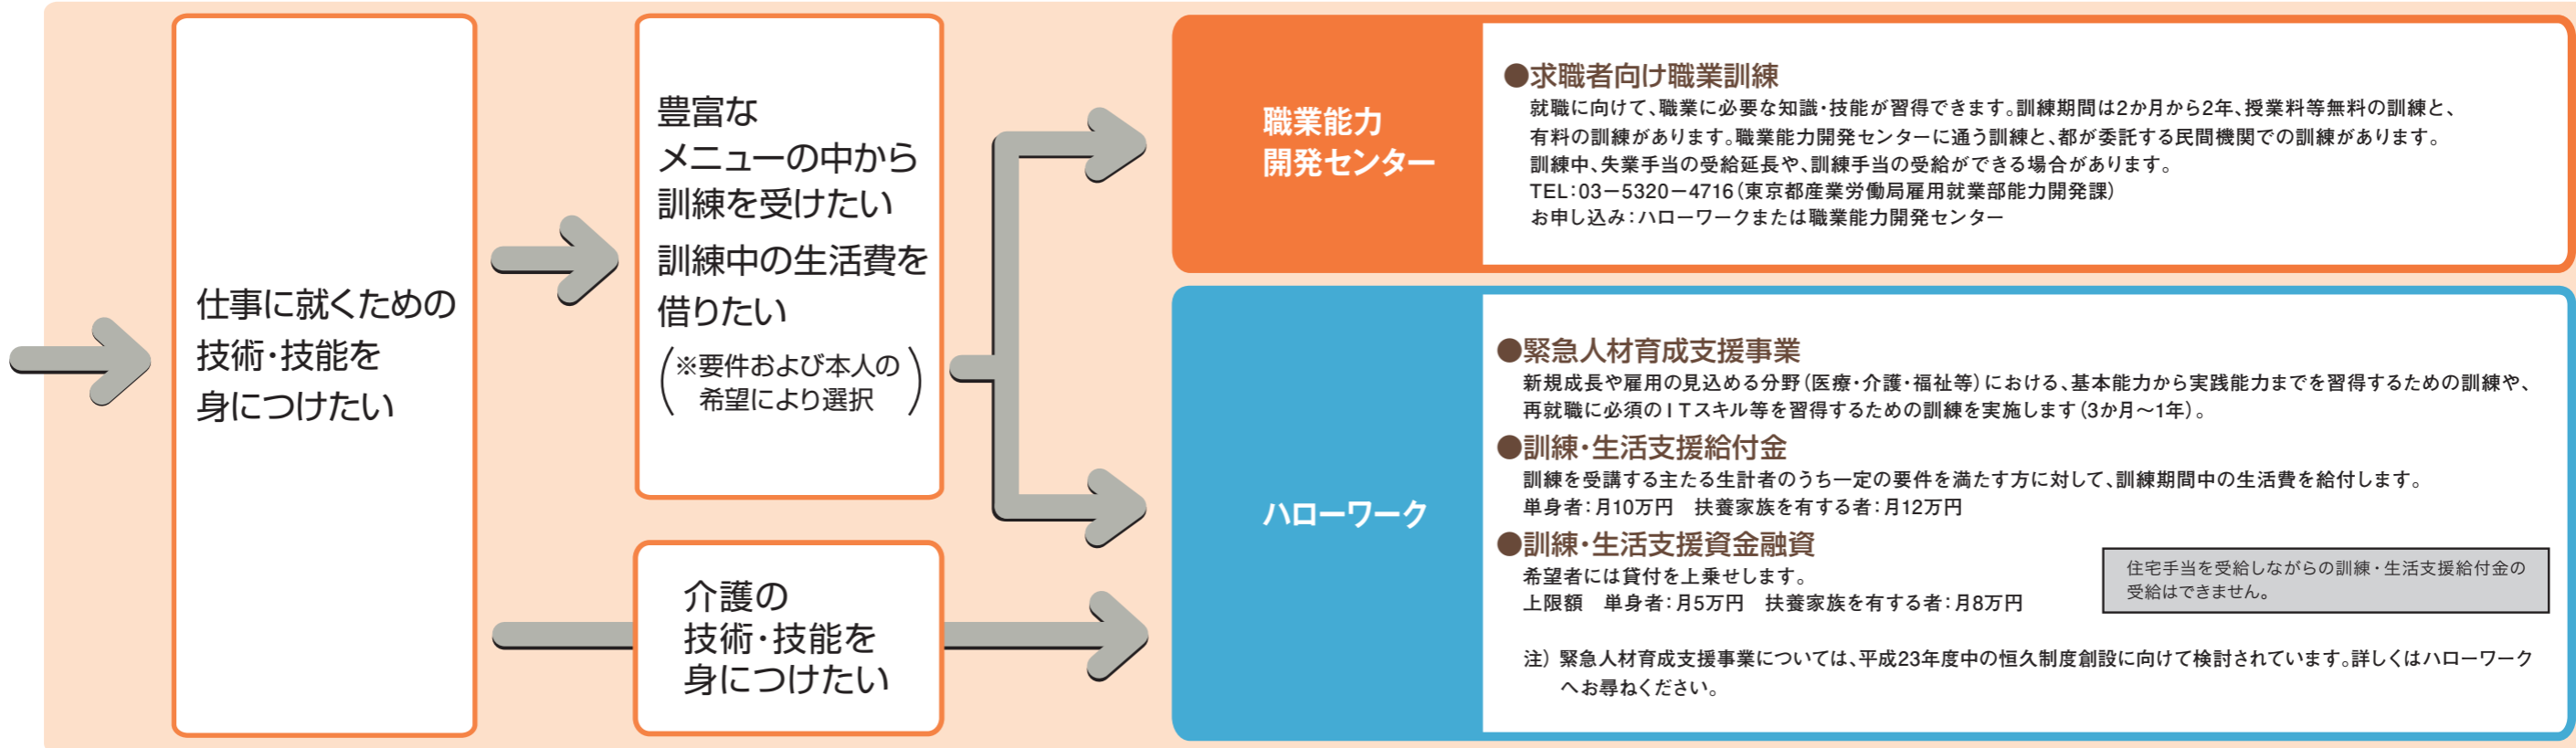 仕事に就くための
技術・技能を
身につけたい
豊富な
メニューの中から
訓練を受けたい
訓練中の生活費を
借りたい
(※要件および本人の
希望により選択)
介護の
技術・技能を
身につけたい
職業能力
開発センター
●求職者向け職業訓練
就職に向けて、職業に必要な知識・技能が習得できます。訓練期間は2か月から2年、授業料等無料の訓練と、
有料の訓練があります。職業能力開発センターに通う訓練と、都が委託する民間機関での訓練があります。
訓練中、失業手当の受給延長や、訓練手当の受給ができる場合があります。
TEL:03−5320−4716(東京都産業労働局雇用就業部能力開発課)
お申し込み:ハローワークまたは職業能力開発センター
ハローワーク
●緊急人材育成支援事業
新規成長や雇用の見込める分野(医療・介護・福祉等)における、基本能力から実践能力までを習得するための訓練や、
再就職に必須のITスキル等を習得するための訓練を実施します(3か月〜1年)。
●訓練・生活支援給付金
訓練を受講する主たる生計者のうち一定の要件を満たす方に対して、訓練期間中の生活費を給付します。
単身者:月10万円　扶養家族を有する者:月12万円
●訓練・生活支援資金融資
希望者には貸付を上乗せします。
上限額　単身者:月5万円　扶養家族を有する者:月8万円
住宅手当を受給しながらの訓練・生活支援給付金の
受給はできません。
注) 緊急人材育成支援事業については、平成23年度中の恒久制度創設に向けて検討されています。詳しくはハローワーク
へお尋ねください。